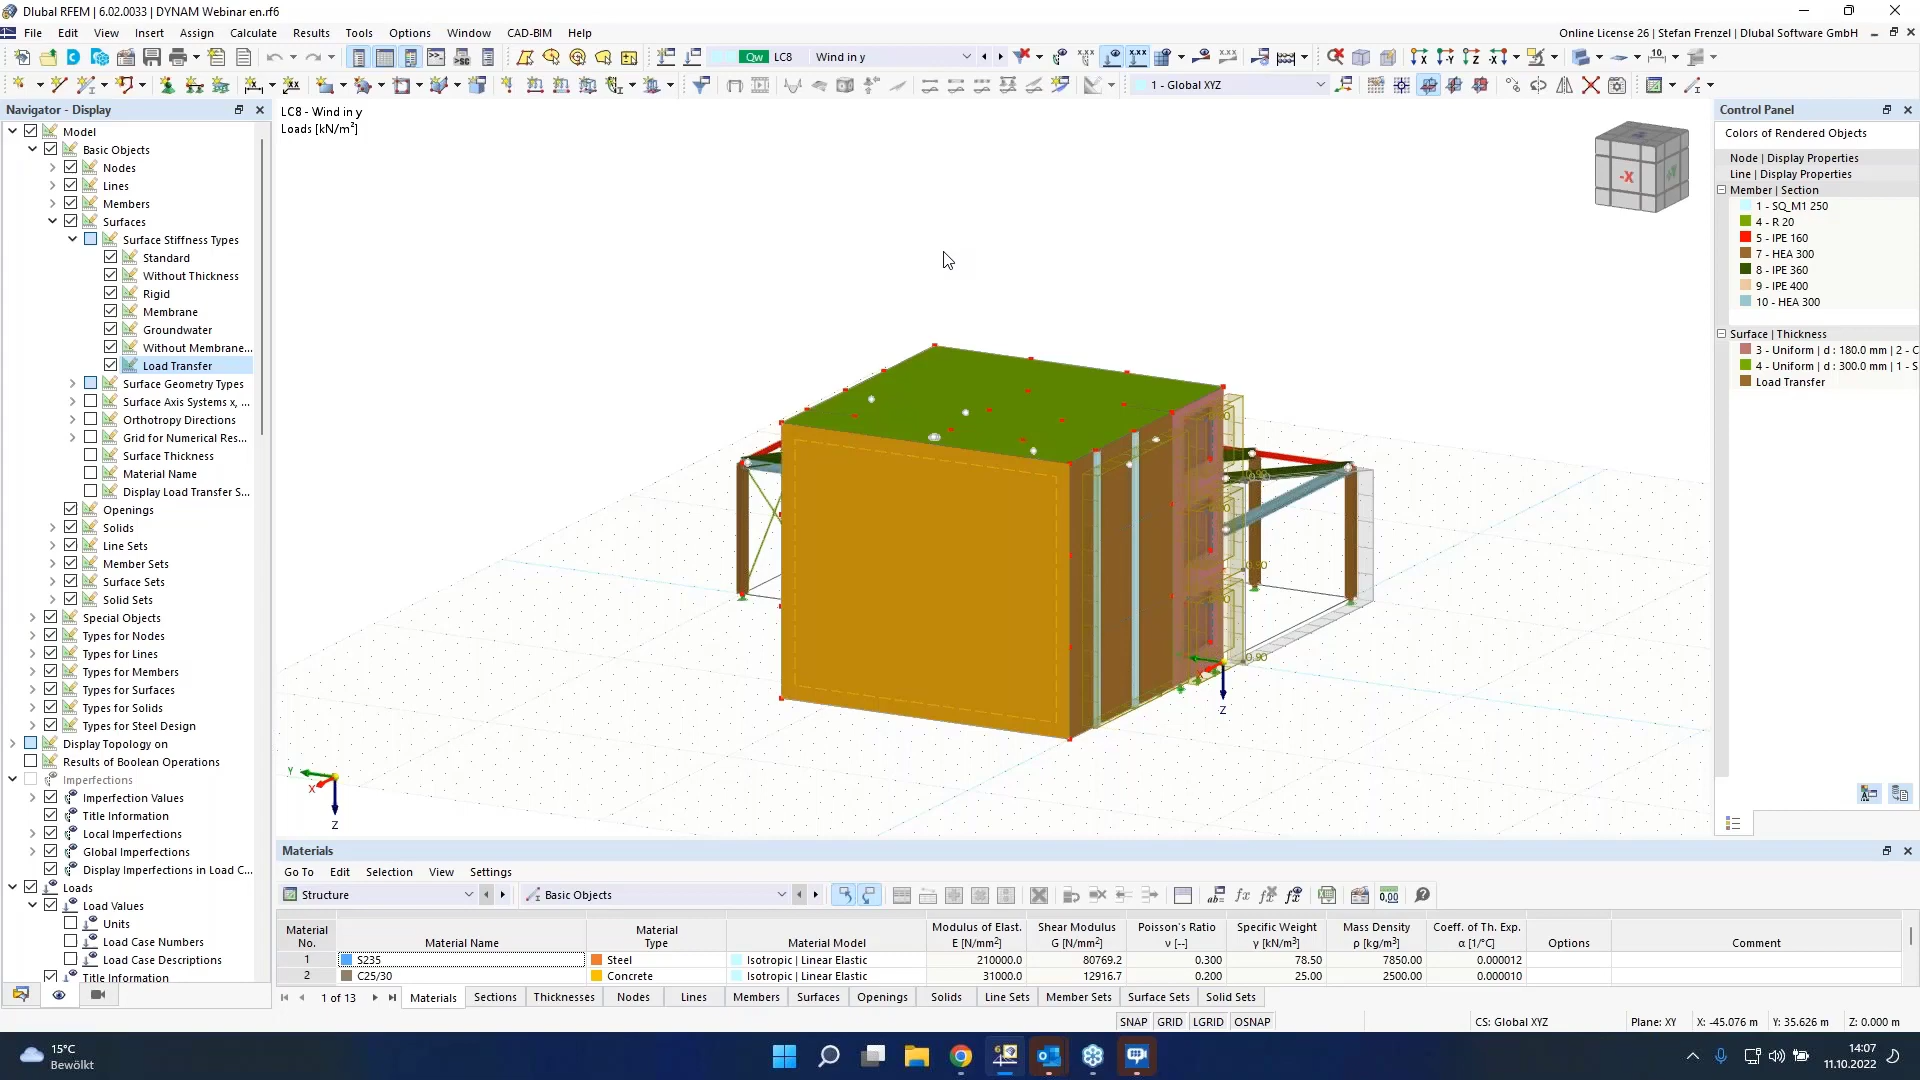 Dlubal RFEM | 6.02.0033 | DYNAM Webinar en.rf6
File Edit View Insert Assign Calculate Results Tools Options Window CAD-BIM Help
Online License 26 | Stefan Frenzel | Dlubal Software GmbH
Qw LC8 Wind in y
1 - Global XYZ
Navigator - Display
Model
Basic Objects
Nodes
Lines
Members
Surfaces
Surface Stiffness Types
Standard
Without Thickness
Rigid
Membrane
Groundwater
Without Membrane...
Load Transfer
Surface Geometry Types
Surface Axis Systems x, ...
Orthotropy Directions
Grid for Numerical Res...
Surface Thickness
Material Name
Display Load Transfer S...
Openings
Solids
Line Sets
Member Sets
Surface Sets
Solid Sets
Special Objects
Types for Nodes
Types for Lines
Types for Members
Types for Surfaces
Types for Solids
Types for Steel Design
Display Topology on
Results of Boolean Operations
Imperfections
Imperfection Values
Title Information
Local Imperfections
Global Imperfections
Display Imperfections in Load C...
Loads
Load Values
Units
Load Case Numbers
Load Case Descriptions
Title Information
LC8 - Wind in y
Loads [kN/m²]
-X
0.90
Z
Y
X
Z
Control Panel
Colors of Rendered Objects
Node | Display Properties
Line | Display Properties
Member | Section
1 - SQ_M1 250
4 - R 20
5 - IPE 160
7 - HEA 300
8 - IPE 360
9 - IPE 400
10 - HEA 300
Surface | Thickness
3 - Uniform | d : 180.0 mm | 2 - C
4 - Uniform | d : 300.0 mm | 1 - S
Load Transfer
Materials
Go To Edit Selection View Settings
Structure Basic Objects
Material No. Material Name Material Type Material Model Modulus of Elast. E [N/mm²] Shear Modulus G [N/mm²] Poisson's Ratio ν [--] Specific Weight γ [kN/m³] Mass Density ρ [kg/m³] Coeff. of Th. Exp. α [1/°C] Options Comment
1 S235 Steel Isotropic | Linear Elastic 210000.0 80769.2 0.300 78.50 7850.00 0.000012
2 C25/30 Concrete Isotropic | Linear Elastic 31000.0 12916.7 0.200 25.00 2500.00 0.000010
1 of 13 Materials Sections Thicknesses Nodes Lines Members Surfaces Openings Solids Line Sets Member Sets Surface Sets Solid Sets
SNAP GRID LGRID OSNAP CS: Global XYZ Plane: XY X: -45.076 m Y: 35.626 m Z: 0.000 m
15°C
Bewölkt
14:07
11.10.2022